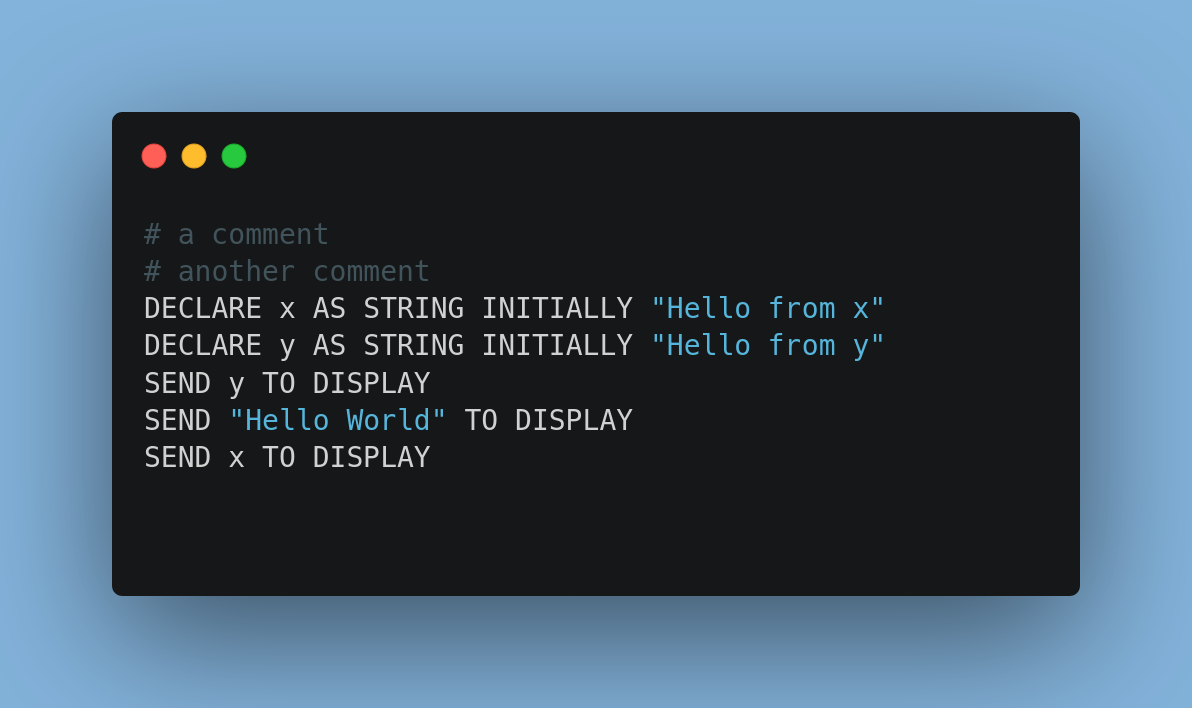 # a comment
# another comment
DECLARE x AS STRING INITIALLY "Hello from x"
DECLARE y AS STRING INITIALLY "Hello from y"
SEND y TO DISPLAY
SEND "Hello World" TO DISPLAY
SEND x TO DISPLAY